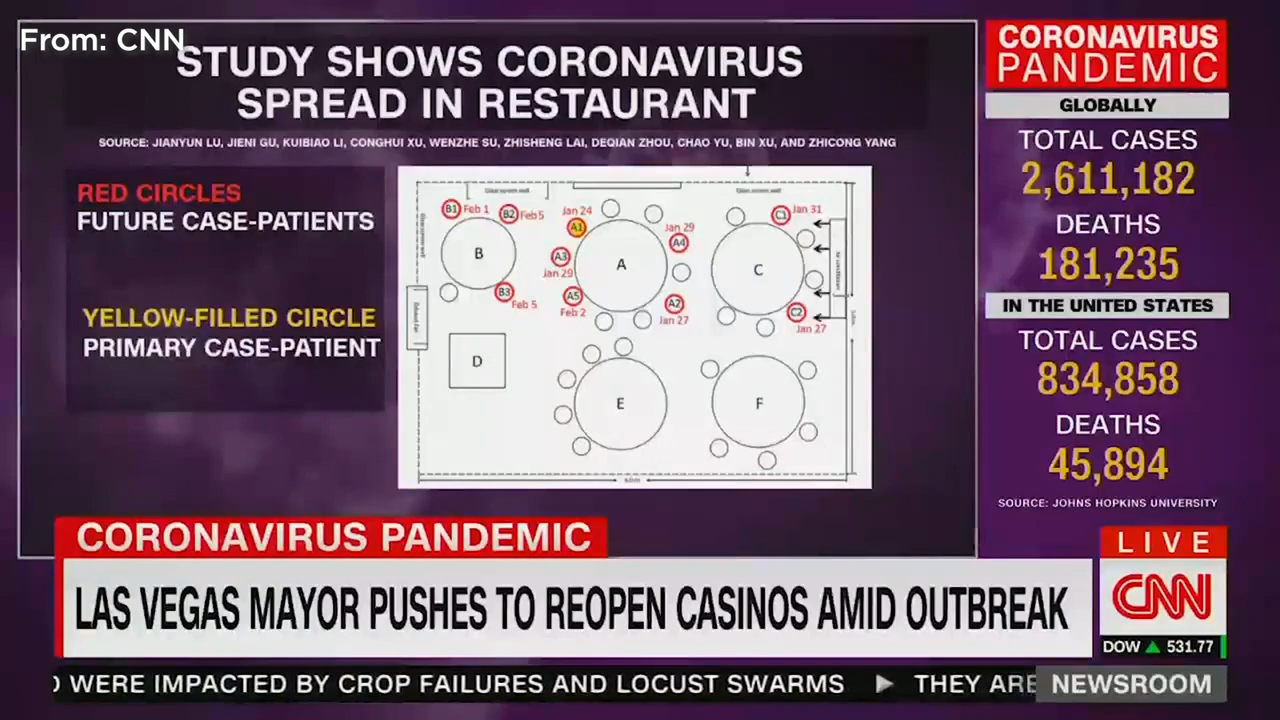 From: CNN
STUDY SHOWS CORONAVIRUS
SPREAD IN RESTAURANT
SOURCE: JIANYUN LU, JIENI GU, KUIBIAO LI, CONGHUI XU, WENZHE SU, ZHISHENG LAI, DEQIAN ZHOU, CHAO YU, BIN XU, AND ZHICONG YANG
RED CIRCLES
FUTURE CASE-PATIENTS
YELLOW-FILLED CIRCLE
PRIMARY CASE-PATIENT
B1 Feb 1
B2 Feb 5
B
B3 Feb 5
Jan 24
A1
A3
Jan 29
A5
Feb 2
A
Jan 29
A4
A2
Jan 27
C1 Jan 31
C
C2
Jan 27
D
E
F
CORONAVIRUS
PANDEMIC
GLOBALLY
TOTAL CASES
2,611,182
DEATHS
181,235
IN THE UNITED STATES
TOTAL CASES
834,858
DEATHS
45,894
SOURCE: JOHNS HOPKINS UNIVERSITY
CORONAVIRUS PANDEMIC
LAS VEGAS MAYOR PUSHES TO REOPEN CASINOS AMID OUTBREAK
LIVE
CNN
DOW ▲ 531.77
WERE IMPACTED BY CROP FAILURES AND LOCUST SWARMS ▶ THEY ARE
NEWSROOM